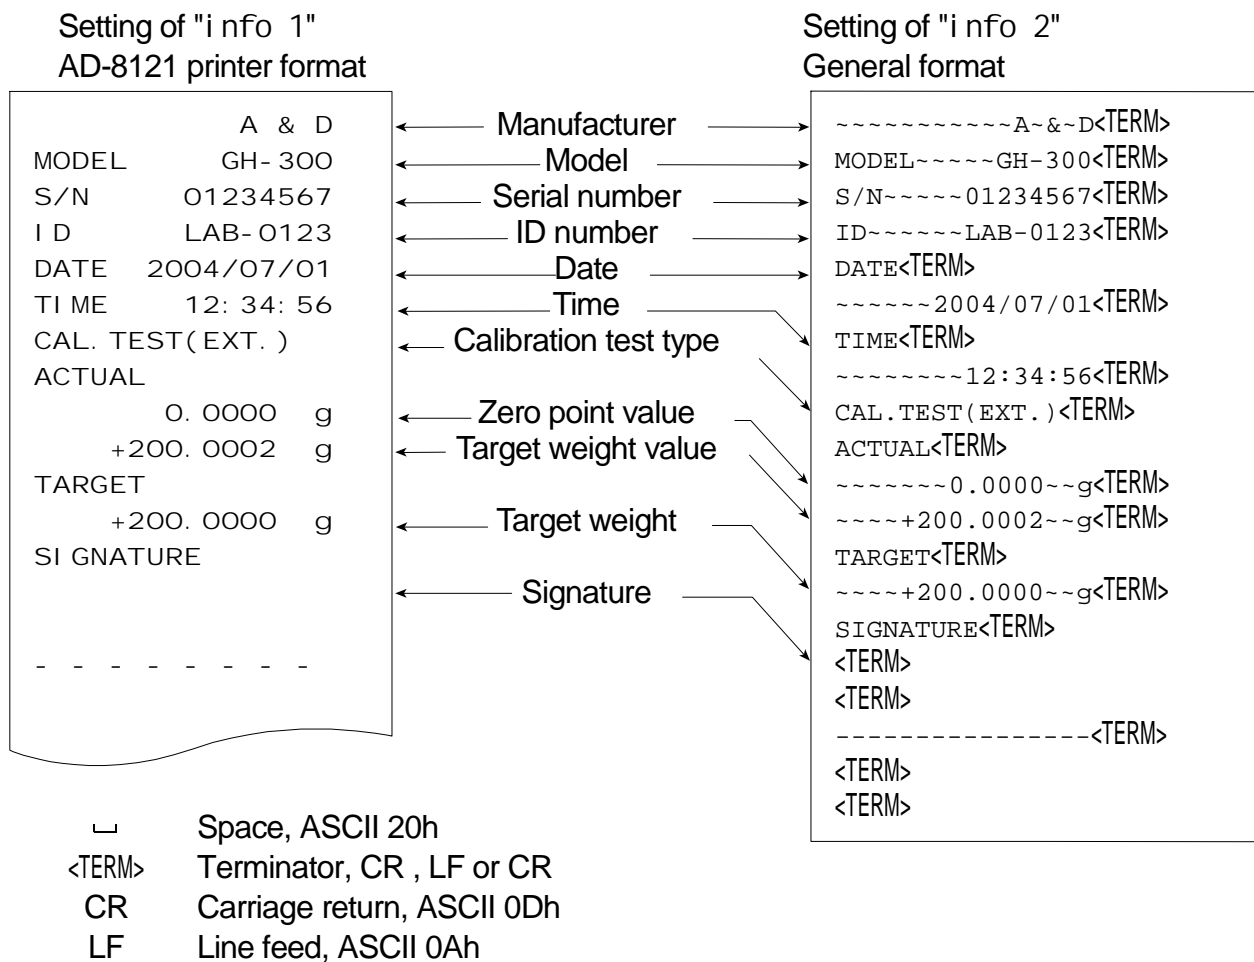 Setting of "info 1"
AD-8121 printer format
A & D
MODEL GH-300
S/N 01234567
ID LAB-0123
DATE 2004/07/01
TIME 12:34:56
CAL.TEST(EXT.)
ACTUAL
0.0000 g
+200.0002 g
TARGET
+200.0000 g
SIGNATURE
- - - - - - - -
Manufacturer
Model
Serial number
ID number
Date
Time
Calibration test type
Zero point value
Target weight value
Target weight
Signature
Setting of "info 2"
General format
~~~~~~~~~~~A~&~D<TERM>
MODEL~~~~~GH-300<TERM>
S/N~~~~~01234567<TERM>
ID~~~~~~LAB-0123<TERM>
DATE<TERM>
~~~~~~2004/07/01<TERM>
TIME<TERM>
~~~~~~~~12:34:56<TERM>
CAL.TEST(EXT.)<TERM>
ACTUAL<TERM>
~~~~~~~0.0000~~g<TERM>
~~~~+200.0002~~g<TERM>
TARGET<TERM>
~~~~+200.0000~~g<TERM>
SIGNATURE<TERM>
<TERM>
<TERM>
----------------<TERM>
<TERM>
<TERM>
␣ Space, ASCII 20h
<TERM> Terminator, CR , LF or CR
CR Carriage return, ASCII 0Dh
LF Line feed, ASCII 0Ah